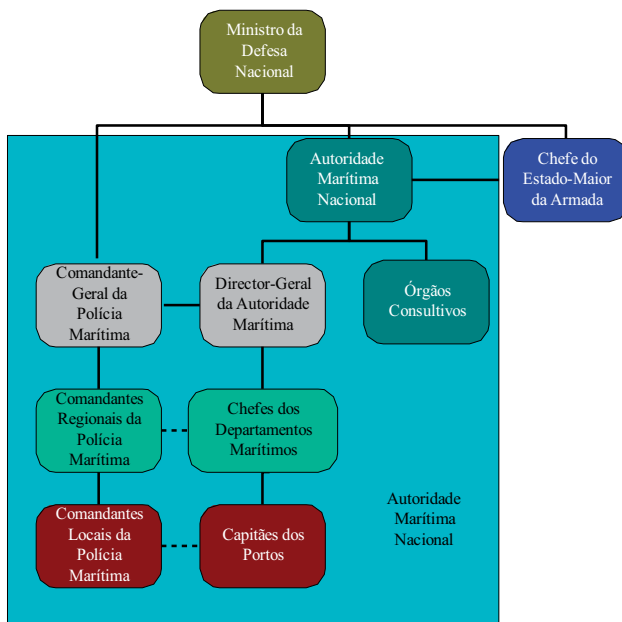 Ministro da
Defesa
Nacional
Autoridade
Marítima
Nacional
Chefe do
Estado-Maior
da Armada
Comandante-
Geral da
Polícia
Marítima
Director-Geral
da Autoridade
Marítima
Órgãos
Consultivos
Comandantes
Regionais da
Polícia
Marítima
Chefes dos
Departamentos
Marítimos
Comandantes
Locais da
Polícia
Marítima
Capitães dos
Portos
Autoridade
Marítima
Nacional